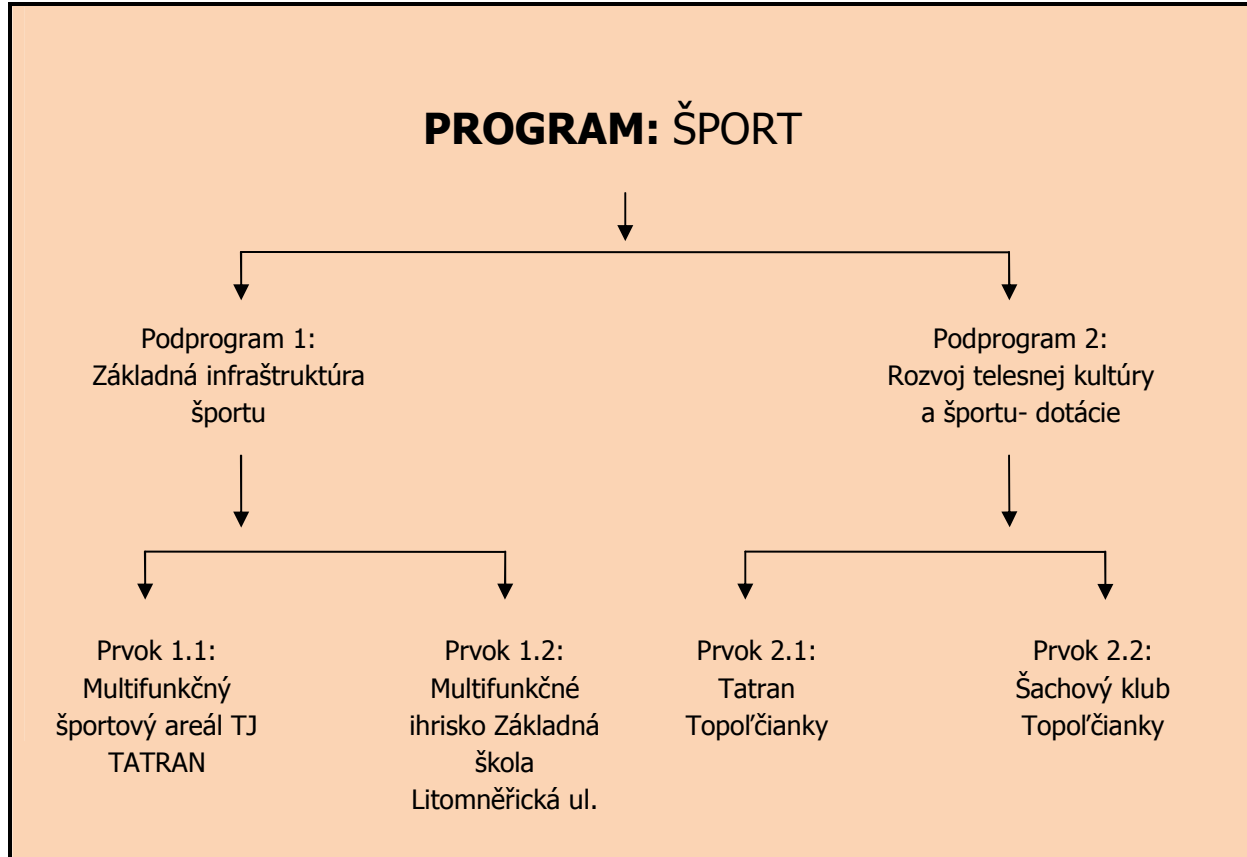 PROGRAM: ŠPORT
Podprogram 1:
Základná infraštruktúra
športu
Podprogram 2:
Rozvoj telesnej kultúry
a športu- dotácie
Prvok 1.1:
Multifunkčný
športový areál TJ
TATRAN
Prvok 1.2:
Multifunkčné
ihrisko Základná
škola
Litomněřická ul.
Prvok 2.1:
Tatran
Topoľčianky
Prvok 2.2:
Šachový klub
Topoľčianky